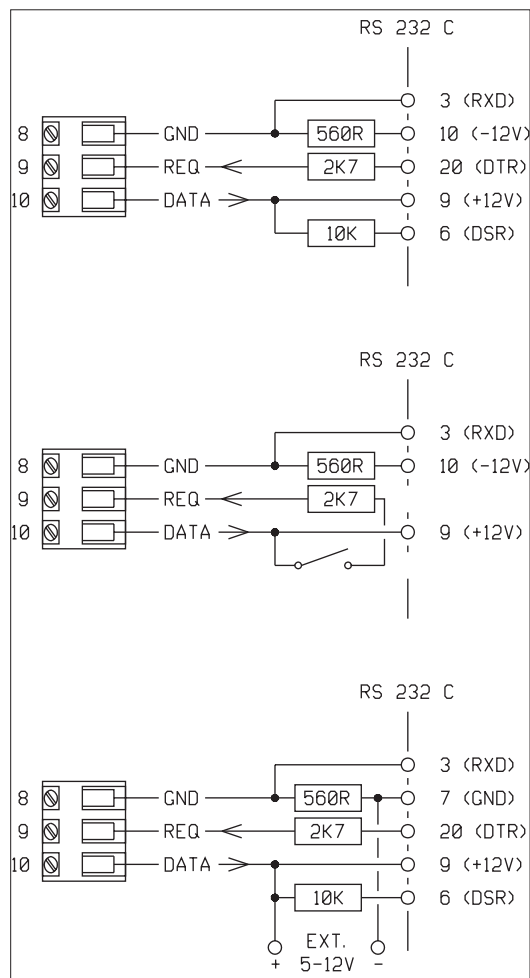 RS 232 C
3 (RXD)
8 GND 560R 10 (-12V)
9 REQ 2K7 20 (DTR)
10 DATA 9 (+12V)
10K 6 (DSR)
RS 232 C
3 (RXD)
8 GND 560R 10 (-12V)
9 REQ 2K7
10 DATA 9 (+12V)
RS 232 C
3 (RXD)
8 GND 560R 7 (GND)
9 REQ 2K7 20 (DTR)
10 DATA 9 (+12V)
10K 6 (DSR)
EXT.
+ 5-12V -